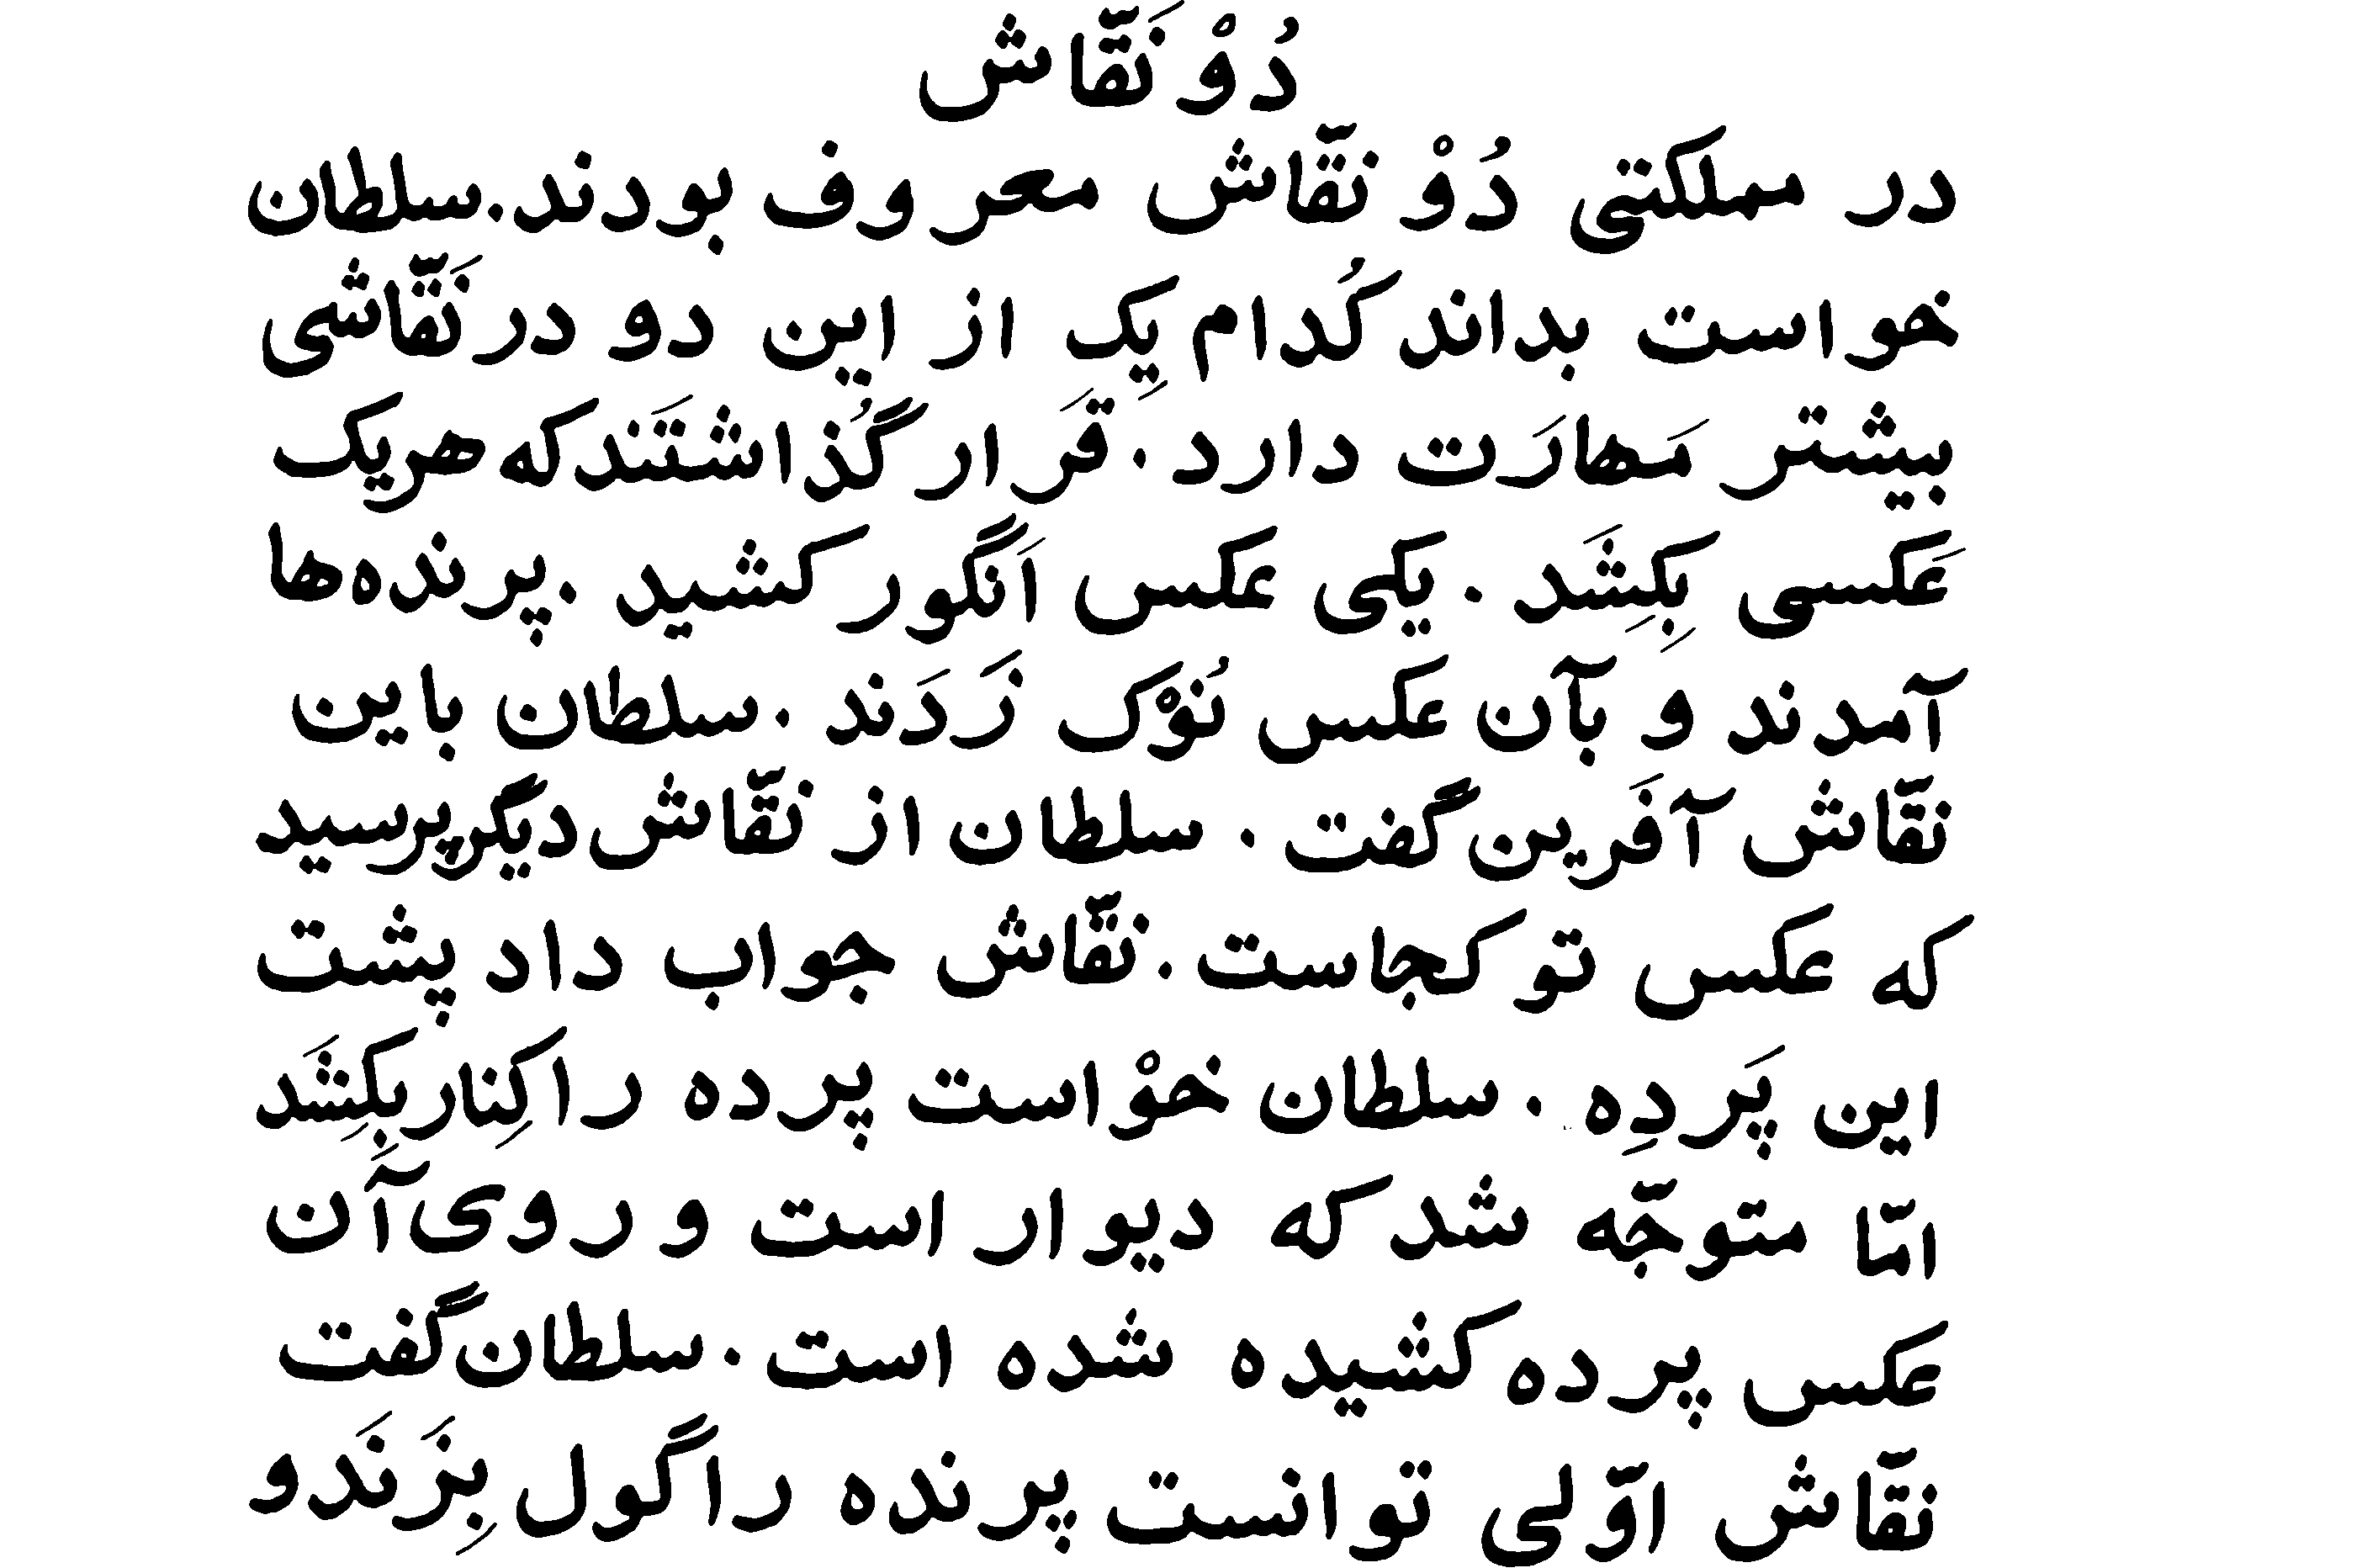 دُوْ نَقّاش
در مملکتی دُوْ نقّاش معروف بودند. سلطان
خواست بداند کُدام یِک از این دو در نَقّاشی
بیشتر مَهارَت دارد. قَرار گُذاشتَند که هریک
عَکسی بِکِشَد. یکی عکس اَنگور کشید. پرنده‌ها
آمدند و بآن عکس نُوْک زَدَند. سلطان باین
نقّاش آفَرین گفت. سلطان از نقّاش دیگر پرسید
که عکس تو کجاست. نقّاش جواب داد پشت
این پَردِه. سلطان خوْاست پرده را کِنار بِکِشَد
امّا متوجّه شد که دیوار است و روی آن
عکس پرده کشیده شده است. سلطان گفت
نقّاش اوّلی توانست پرنده را گول بِزَنَد و